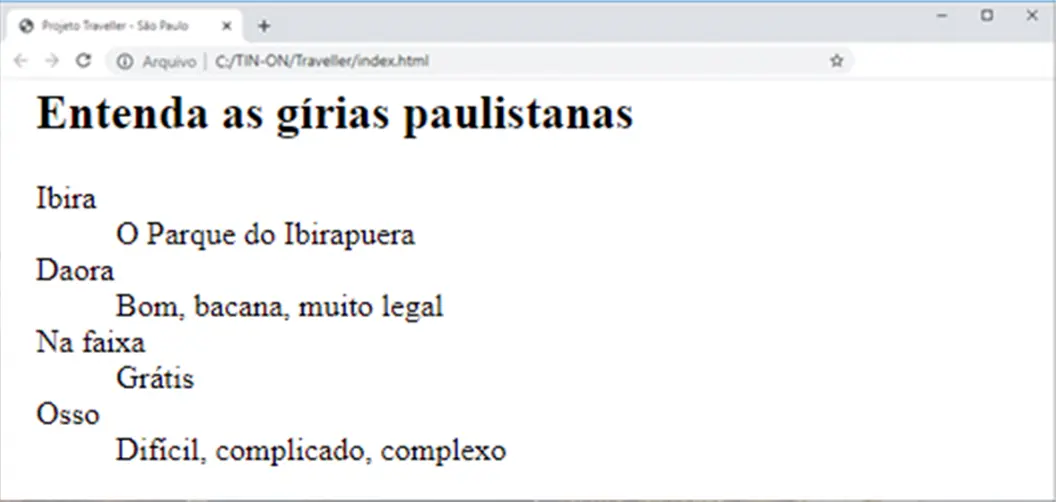 Projeto Traveller - São Paulo
Arquivo | C:/TIN-ON/Traveller/index.html
Entenda as gírias paulistanas
Ibira
O Parque do Ibirapuera
Daora
Bom, bacana, muito legal
Na faixa
Grátis
Osso
Difícil, complicado, complexo